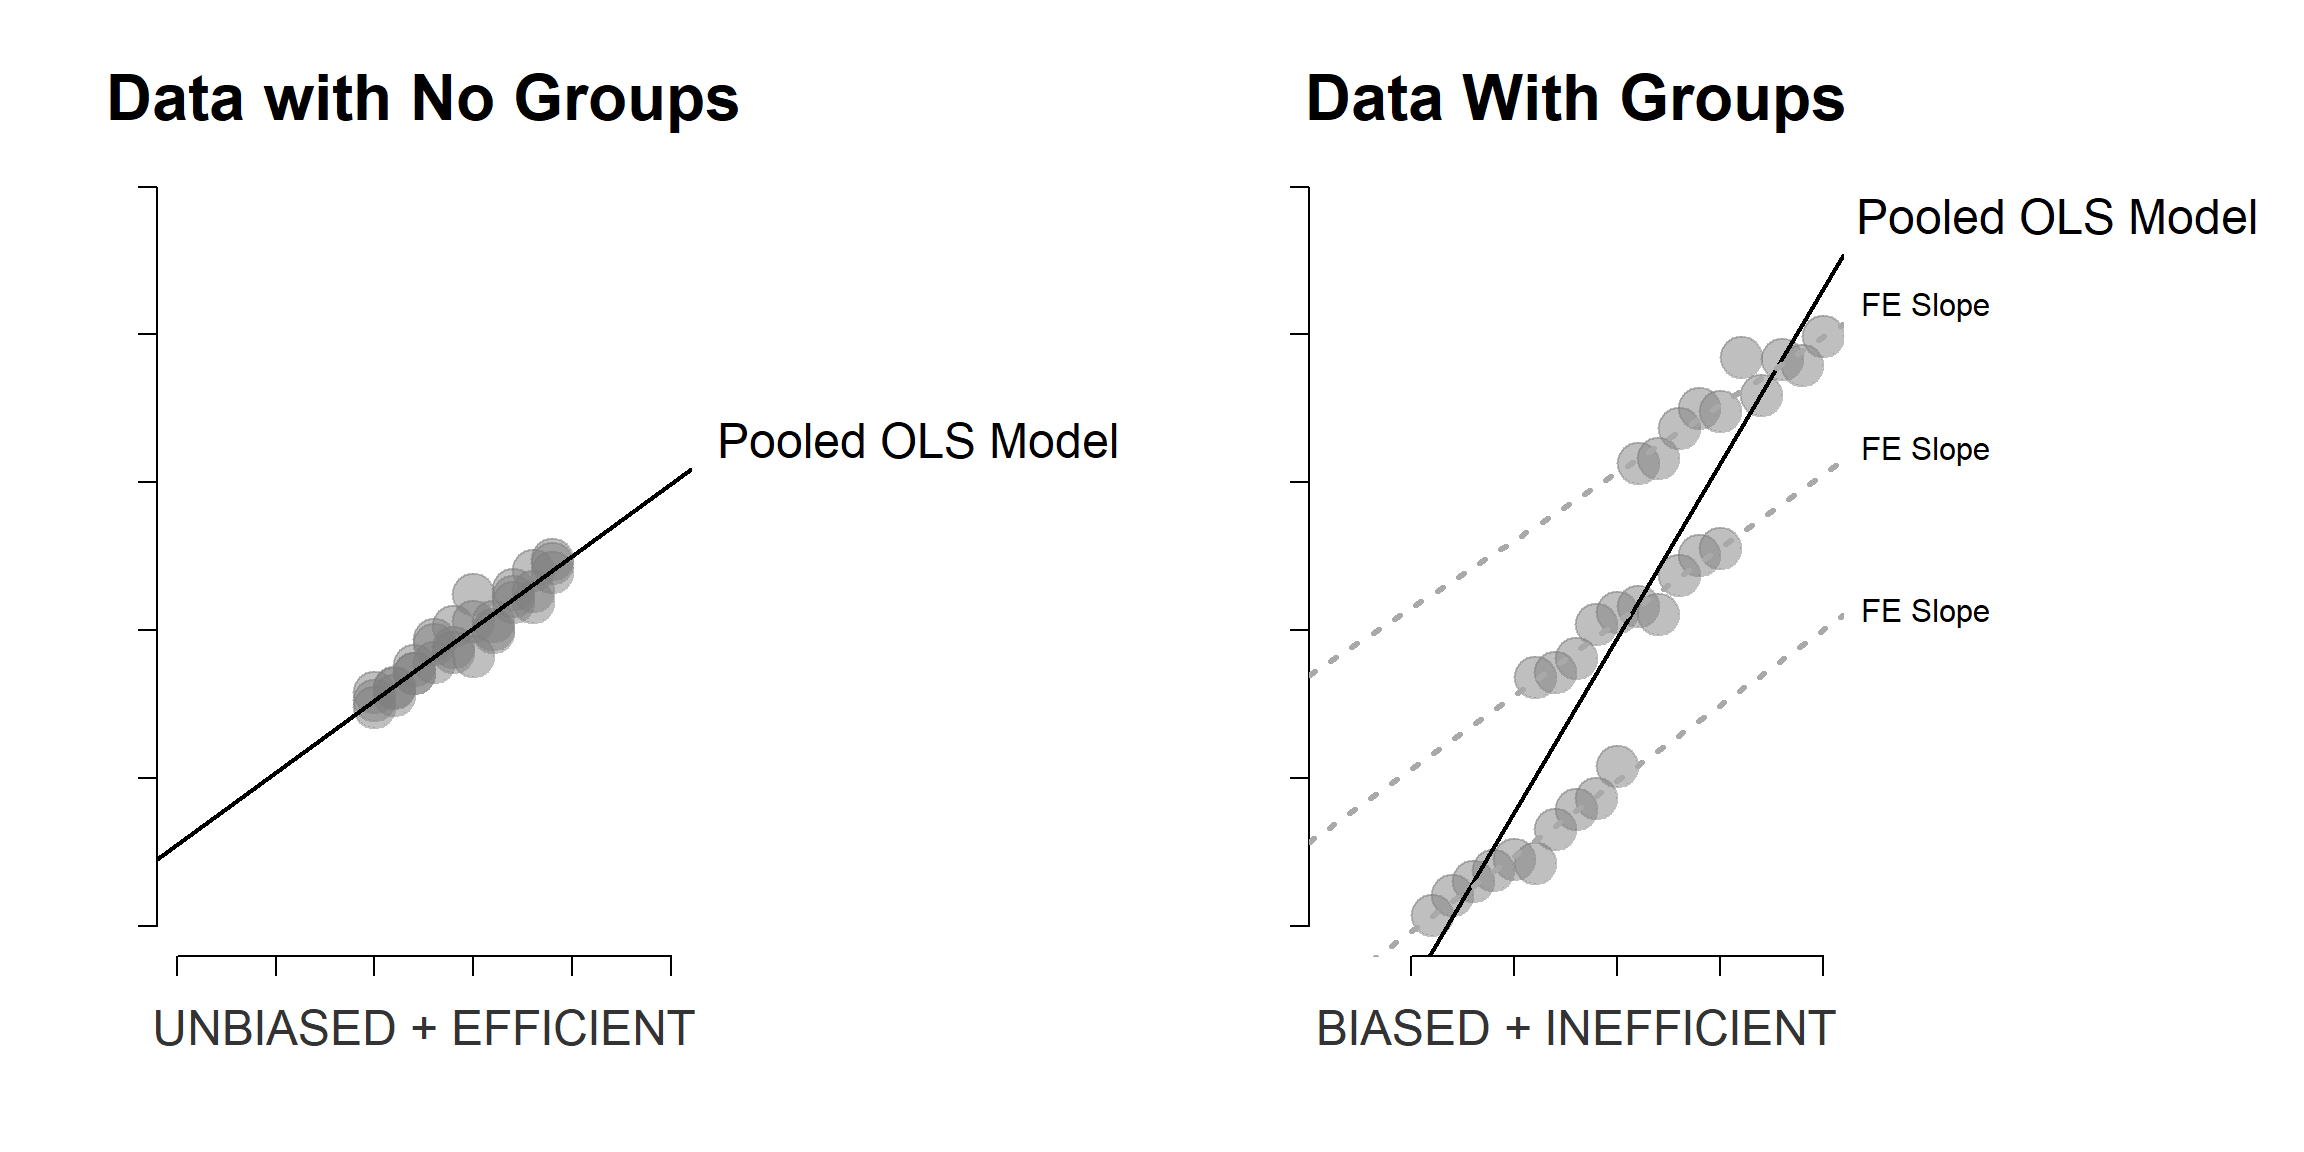 Data with No Groups
Pooled OLS Model
UNBIASED + EFFICIENT
Data With Groups
Pooled OLS Model
FE Slope
FE Slope
FE Slope
BIASED + INEFFICIENT